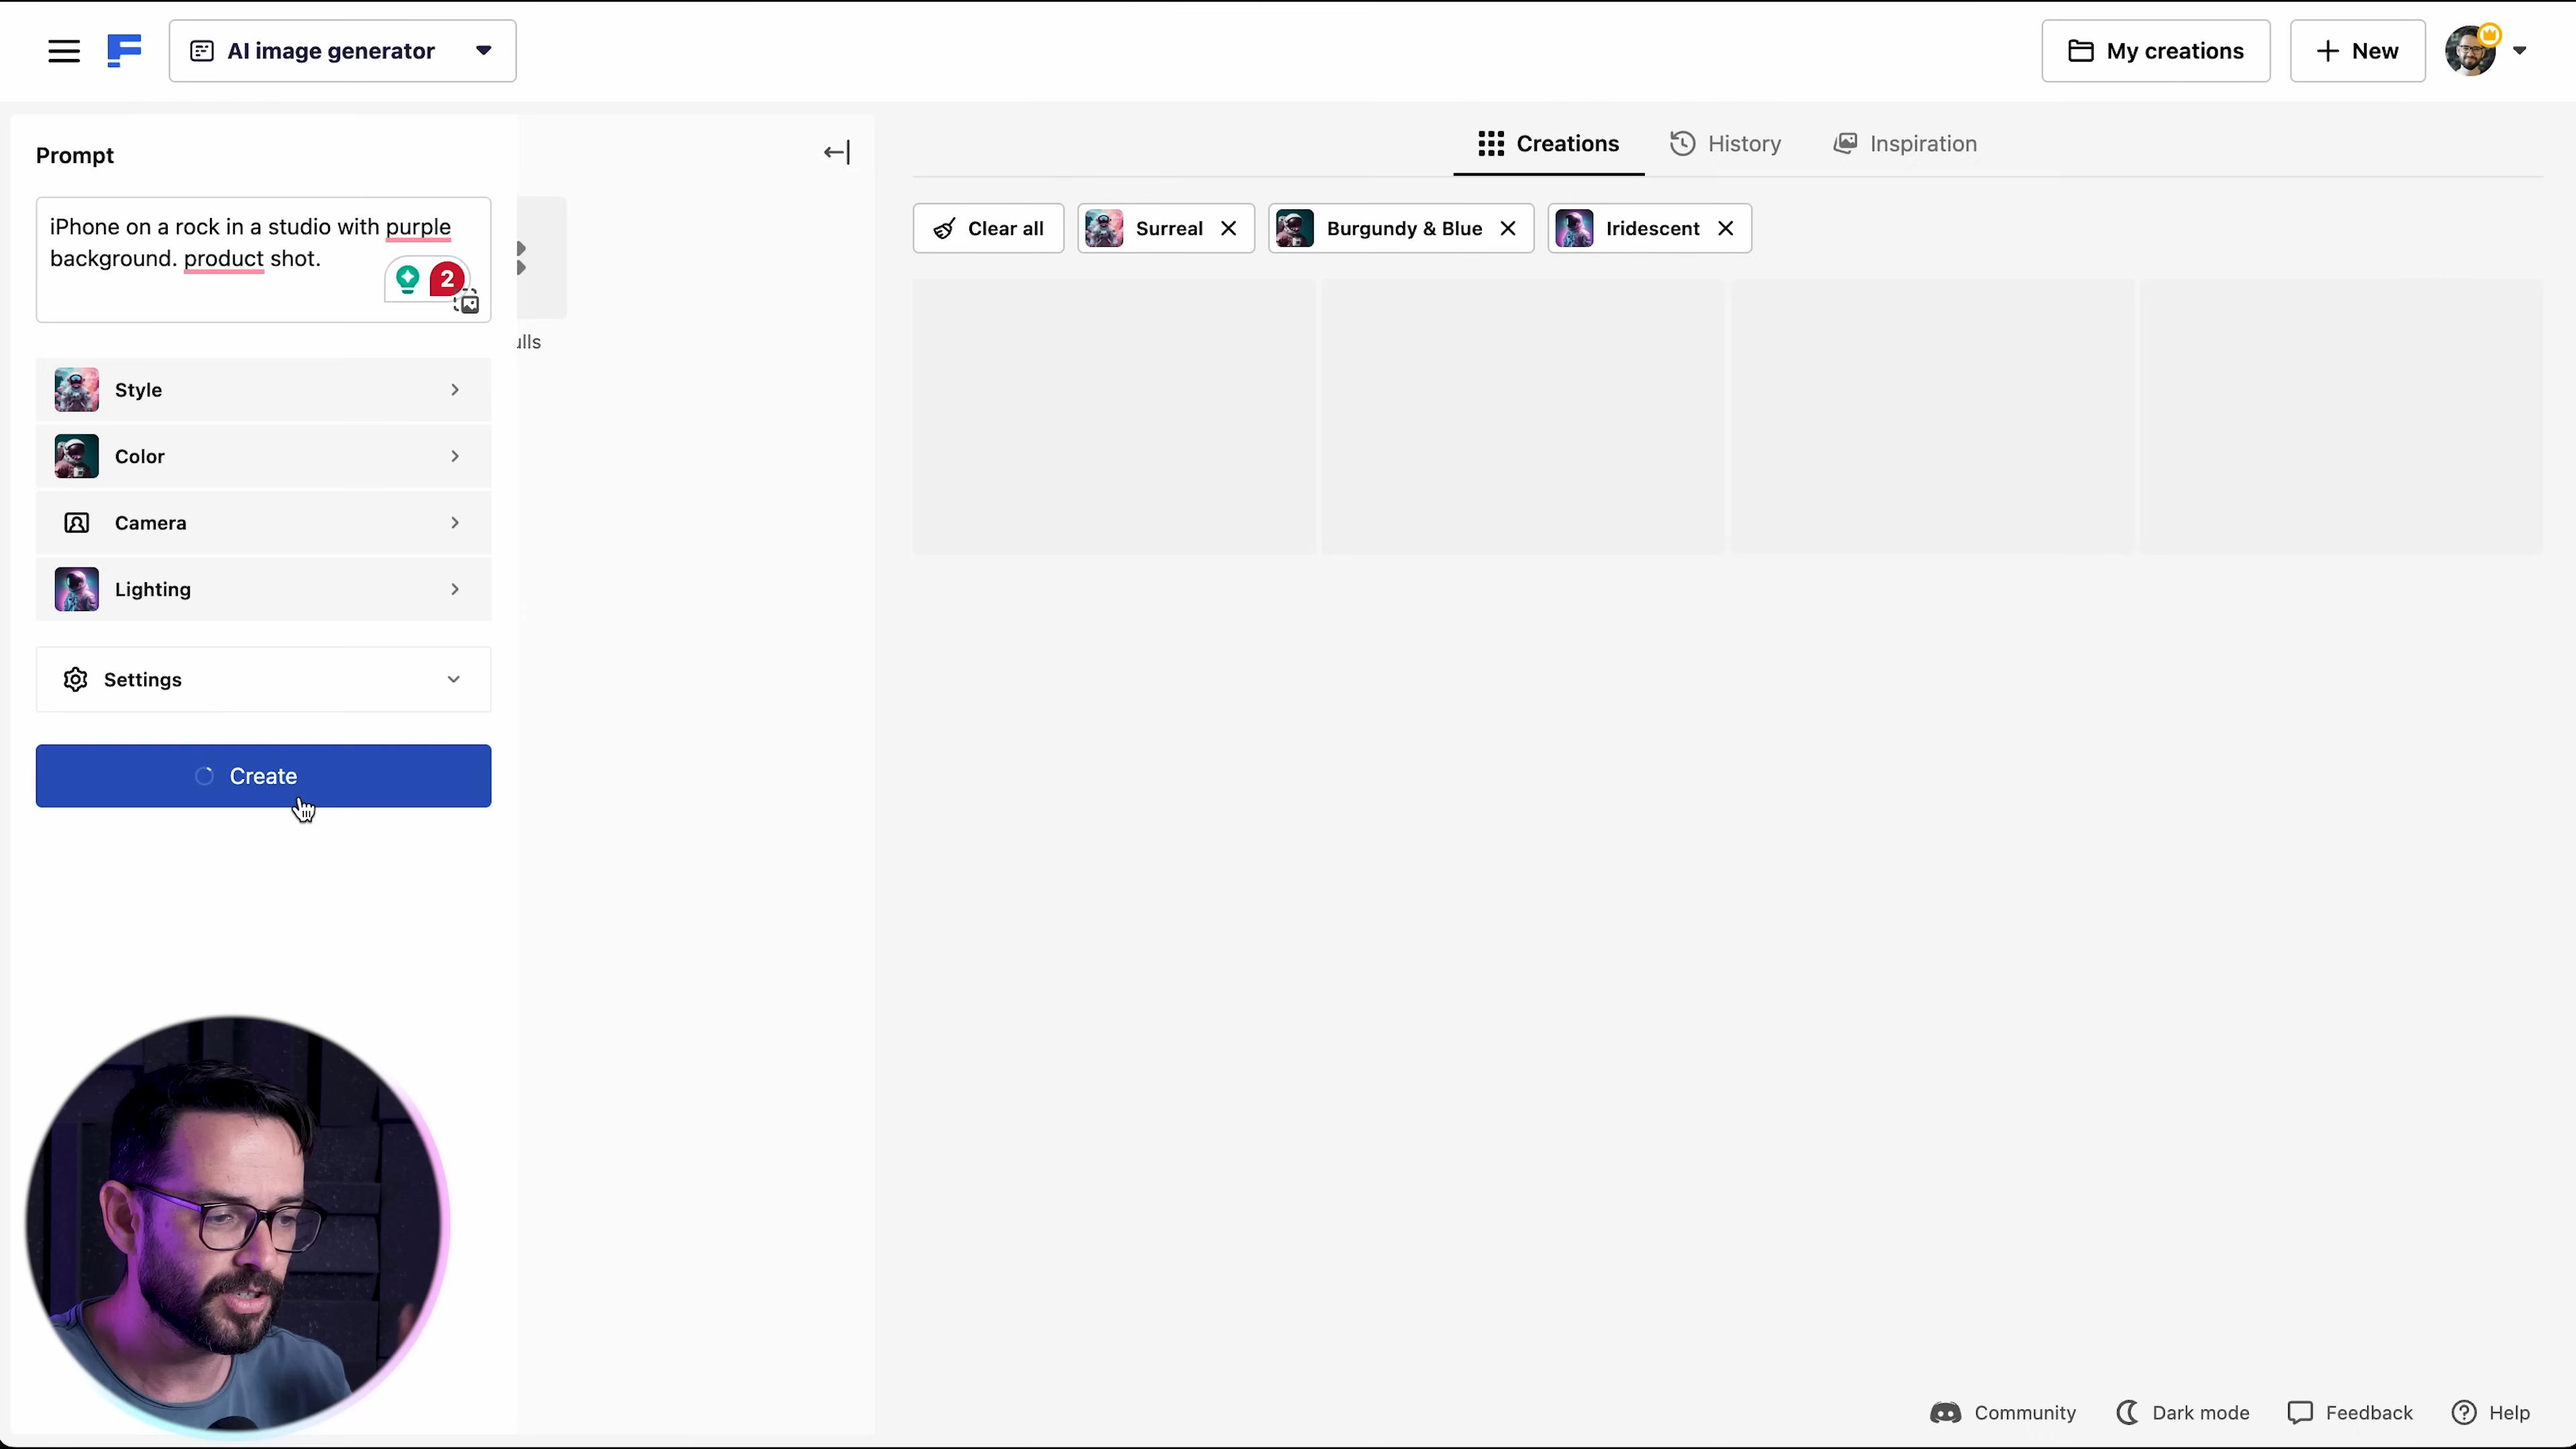 AI image generator
My creations
New
Prompt
iPhone on a rock in a studio with purple
background. product shot.
2
ulls
Style
Color
Camera
Lighting
Settings
Create
Creations
History
Inspiration
Clear all
Surreal
Burgundy & Blue
Iridescent
Community
Dark mode
Feedback
Help